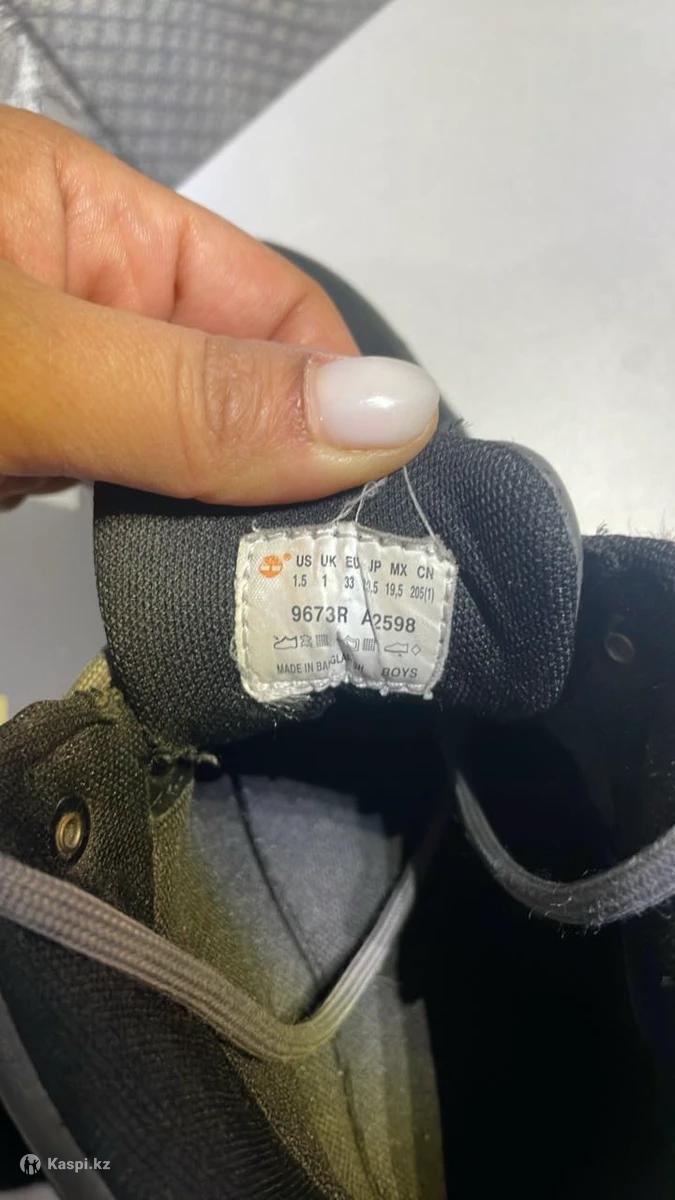 US UK EU JP MX CN
1.5 1 33 19,5 205(1)
9673R A2598
MADE IN BANGLADESH BOYS
Kaspi.kz